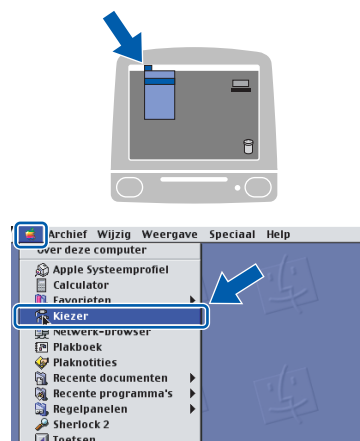 Archief Wijzig Weergave Speciaal Help
Over deze computer
Apple Systeemprofiel
Calculator
Favorieten
Kiezer
Netwerk-browser
Plakboek
Plaknotities
Recente documenten
Recente programma's
Regelpanelen
Sherlock 2
Toetsen